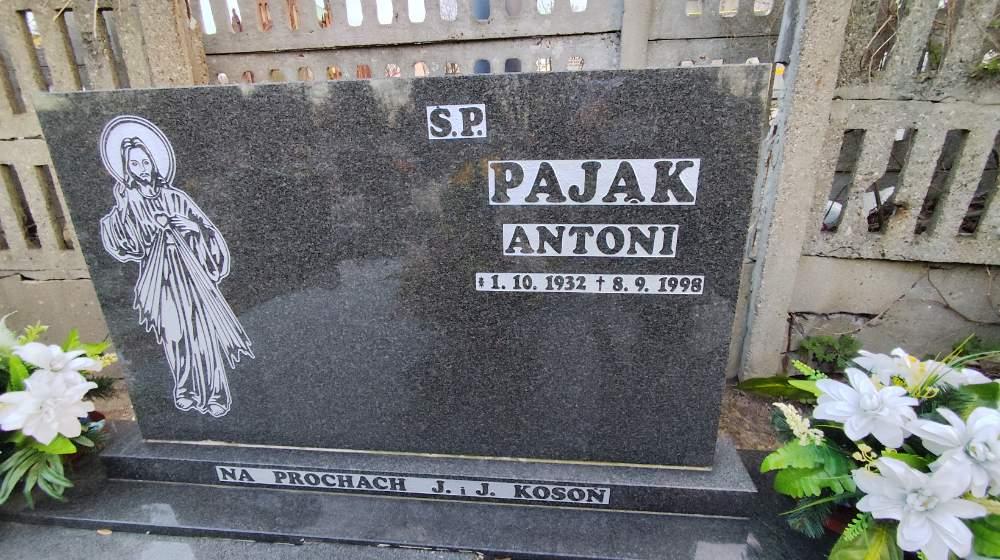 Ś.P.
PAJĄK
ANTONI
* 1. 10. 1932 † 8. 9. 1998
NA PROCHACH J. i J. KOSOŃ